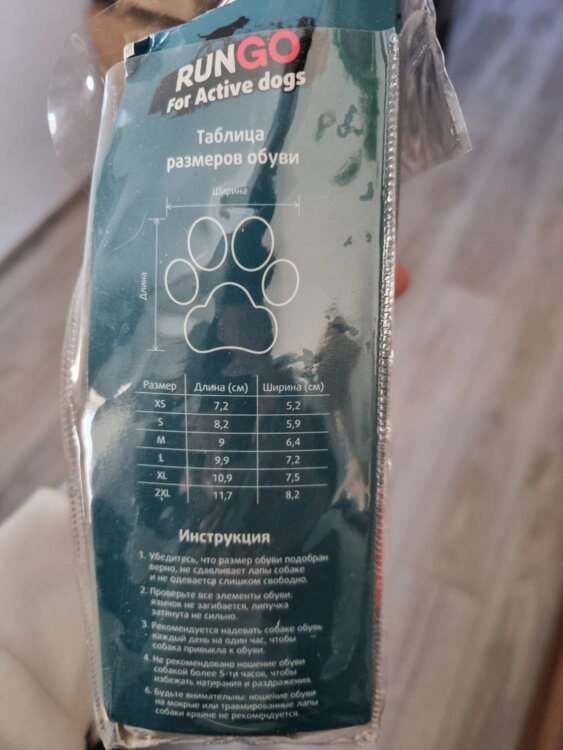 RUNGO
For Active dogs
Таблица
размеров обуви
Ширина
Длина
Размер Длина (см) Ширина (см)
XS 7,2 5,2
S 8,2 5,9
M 9 6,4
L 9,9 7,2
XL 10,9 7,5
2XL 11,7 8,2
Инструкция
1. Убедитесь, что размер обуви подобран
верно, не сдавливает лапы собаке
и не одевается слишком свободно.
2. Проверьте все элементы обуви:
язычок не загибается, липучка
затянута не сильно.
3. Рекомендуется надевать собаке обувь
каждый день на один час, чтобы
собака привыкла к обуви.
4. Не рекомендовано ношение обуви
собакой более 5-ти часов, чтобы
избежать натирания и раздражения.
6. Будьте внимательны: ношение обуви
на мокрые или травмированные лапы
собаки крайне не рекомендуется.